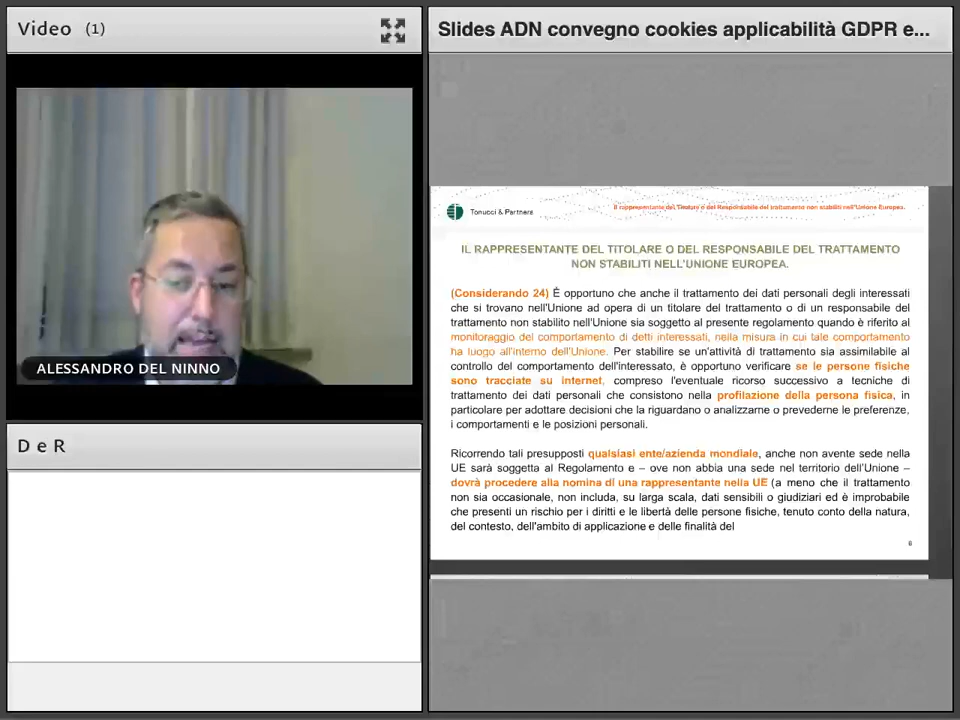 Video (1)
Slides ADN convegno cookies applicabilità GDPR e...
ALESSANDRO DEL NINNO
D e R
Tonucci & Partners
Il rappresentante del Titolare e del Responsabile del trattamento non stabiliti nell'Unione Europea.
IL RAPPRESENTANTE DEL TITOLARE O DEL RESPONSABILE DEL TRATTAMENTO
NON STABILITI NELL'UNIONE EUROPEA.
(Considerando 24) È opportuno che anche il trattamento dei dati personali degli interessati
che si trovano nell'Unione ad opera di un titolare del trattamento o di un responsabile del
trattamento non stabilito nell'Unione sia soggetto al presente regolamento quando è riferito al
monitoraggio del comportamento di detti interessati, nella misura in cui tale comportamento
ha luogo all'interno dell'Unione. Per stabilire se un'attività di trattamento sia assimilabile al
controllo del comportamento dell'interessato, è opportuno verificare se le persone fisiche
sono tracciate su internet, compreso l'eventuale ricorso successivo a tecniche di
trattamento dei dati personali che consistono nella profilazione della persona fisica, in
particolare per adottare decisioni che la riguardano o analizzarne o prevederne le preferenze,
i comportamenti e le posizioni personali.
Ricorrendo tali presupposti qualsiasi ente/azienda mondiale, anche non avente sede nella
UE sarà soggetta al Regolamento e – ove non abbia una sede nel territorio dell'Unione –
dovrà procedere alla nomina di una rappresentante nella UE (a meno che il trattamento
non sia occasionale, non includa, su larga scala, dati sensibili o giudiziari ed è improbabile
che presenti un rischio per i diritti e le libertà delle persone fisiche, tenuto conto della natura,
del contesto, dell'ambito di applicazione e delle finalità del
6